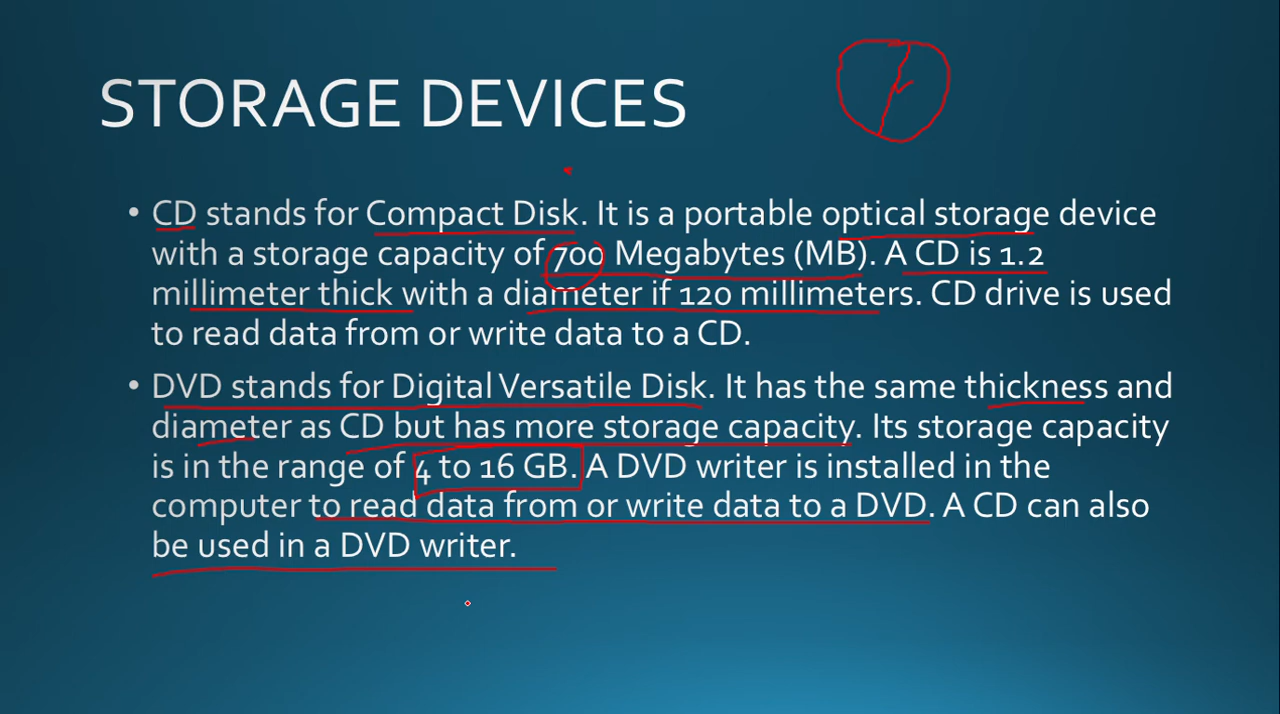 STORAGE DEVICES
• CD stands for Compact Disk. It is a portable optical storage device
with a storage capacity of 700 Megabytes (MB). A CD is 1.2
millimeter thick with a diameter if 120 millimeters. CD drive is used
to read data from or write data to a CD.
• DVD stands for Digital Versatile Disk. It has the same thickness and
diameter as CD but has more storage capacity. Its storage capacity
is in the range of 4 to 16 GB. A DVD writer is installed in the
computer to read data from or write data to a DVD. A CD can also
be used in a DVD writer.